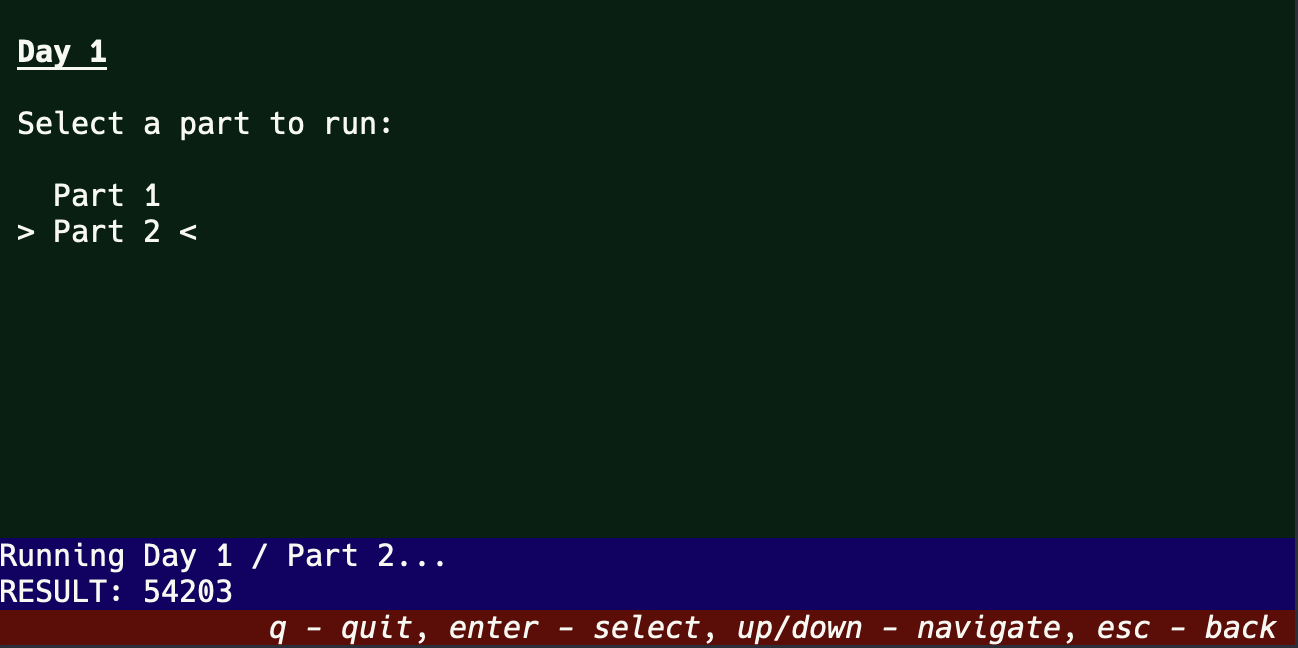 Day 1
Select a part to run:
Part 1
> Part 2 <
Running Day 1 / Part 2...
RESULT: 54203
q - quit, enter - select, up/down - navigate, esc - back